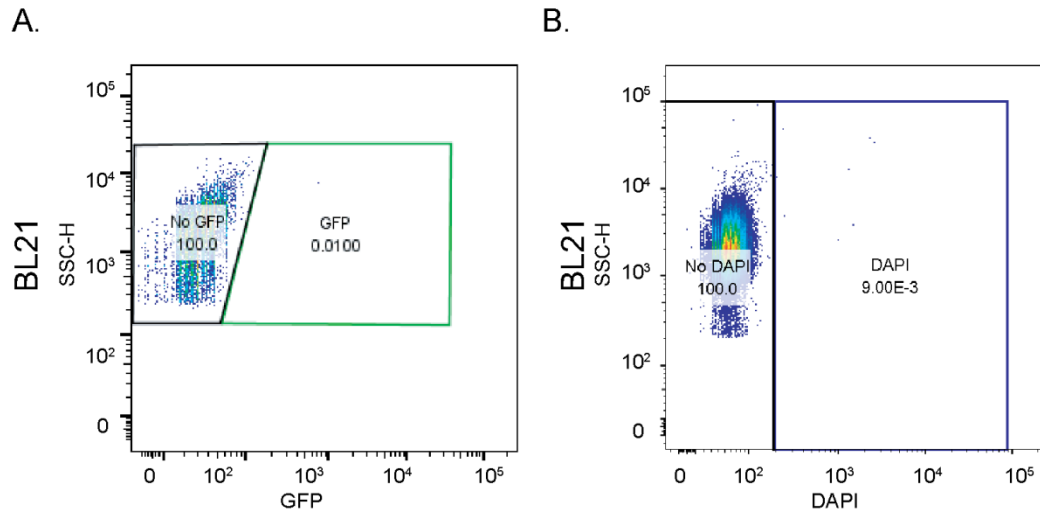 A.
BL21
SSC-H
10⁵
10⁴
10³
10²
0
No GFP
100.0
GFP
0.0100
0 10² 10³ 10⁴ 10⁵
GFP
B.
BL21
SSC-H
10⁵
10⁴
10³
10²
0
No DAPI
100.0
DAPI
9.00E-3
0 10² 10³ 10⁴ 10⁵
DAPI